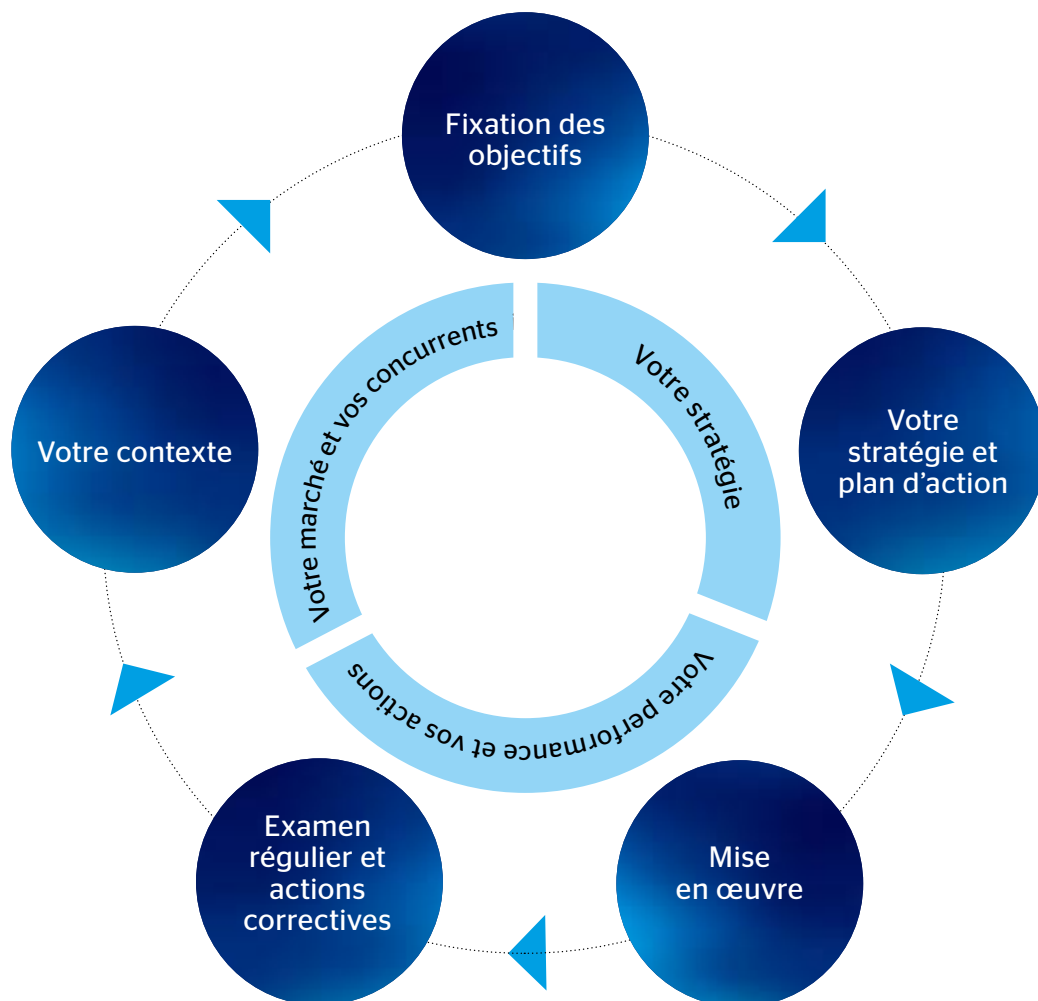 Fixation des
objectifs
Votre marché et vos concurrents
Votre stratégie
Votre contexte
Votre
stratégie et
plan d’action
Votre performance et vos actions
Examen
régulier et
actions
correctives
Mise
en œuvre